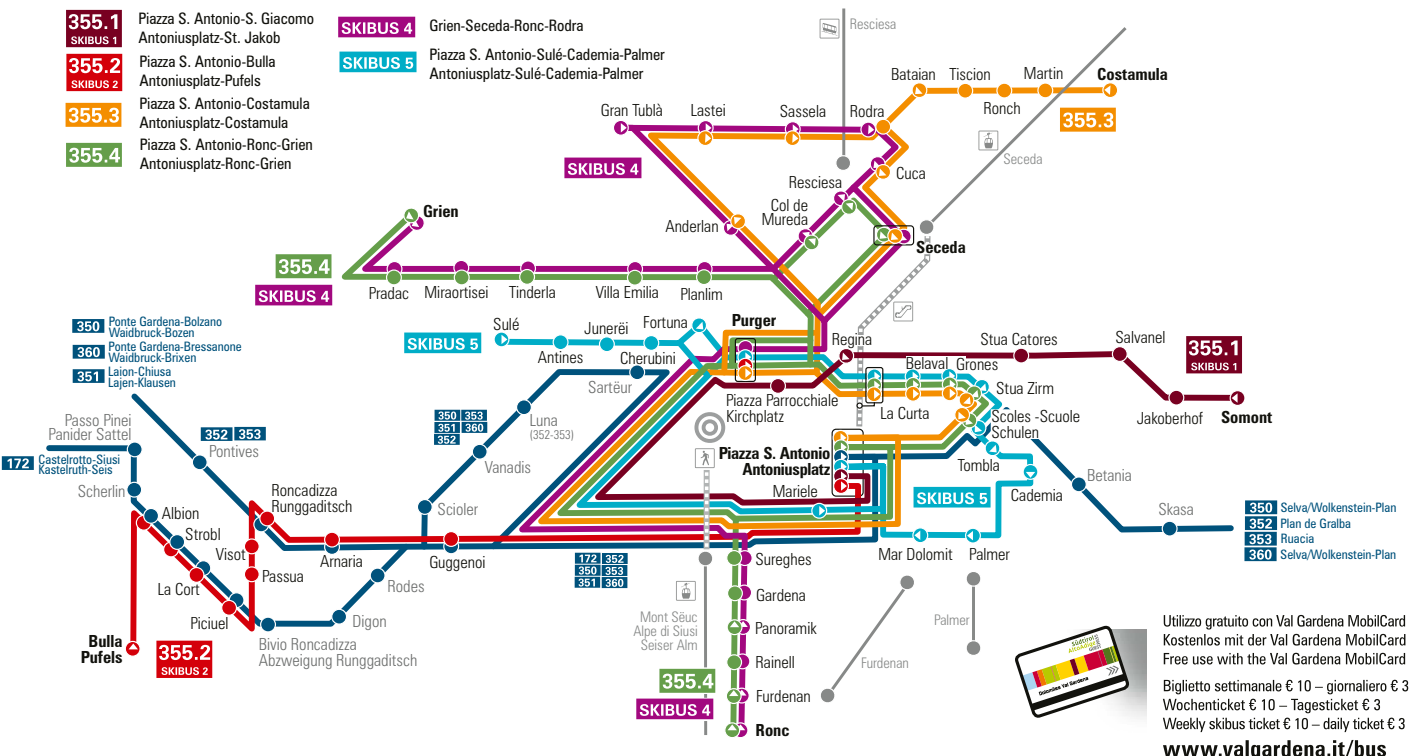 355.1
SKIBUS 1
Piazza S. Antonio-S. Giacomo
Antoniusplatz-St. Jakob
355.2
SKIBUS 2
Piazza S. Antonio-Bulla
Antoniusplatz-Pufels
355.3
Piazza S. Antonio-Costamula
Antoniusplatz-Costamula
355.4
Piazza S. Antonio-Ronc-Grien
Antoniusplatz-Ronc-Grien
SKIBUS 4
Grien-Seceda-Ronc-Rodra
SKIBUS 5
Piazza S. Antonio-Sulé-Cademia-Palmer
Antoniusplatz-Sulé-Cademia-Palmer
Resciesa
Bataian
Tiscion
Ronch
Martin
Costamula
355.3
Gran Tublà
Lastei
Sassela
Rodra
SKIBUS 4
Seceda
Cuca
Resciesa
Col de
Mureda
Anderlan
Seceda
Grien
355.4
SKIBUS 4
Pradac
Miraortisei
Tinderla
Villa Emilia
Planlim
350 Ponte Gardena-Bolzano
Waidbruck-Bozen
360 Ponte Gardena-Bressanone
Waidbruck-Brixen
351 Laion-Chiusa
Lajen-Klausen
SKIBUS 5
Sulé
Antines
Junerëi
Cherubini
Fortuna
Purger
Regina
Stua Catores
Salvanel
355.1
SKIBUS 1
Jakoberhof
Somont
Sartëur
Piazza Parrocchiale
Kirchplatz
Belaval
Grones
La Curta
Stua Zirm
Scoles -Scuole
Schulen
Passo Pinei
Panider Sattel
172 Castelrotto-Siusi
Kastelruth-Seis
352 353
Pontives
350 353
351 360
352
Luna
(352-353)
Vanadis
Scioler
Piazza S. Antonio
Antoniusplatz
Mariele
SKIBUS 5
Tombla
Cademia
Betania
Skasa
350 Selva/Wolkenstein-Plan
352 Plan de Gralba
353 Ruacia
360 Selva/Wolkenstein-Plan
Scherlin
Albion
Strobl
La Cort
Piciuel
Roncadizza
Runggaditsch
Visot
Passua
Arnaria
Guggenoi
Rodes
Digon
Bivio Roncadizza
Abzweigung Runggaditsch
Bulla
Pufels
355.2
SKIBUS 2
172 352
350 353
351 360
Mar Dolomit
Palmer
Sureghes
Gardena
Panoramik
Rainell
Furdenan
Ronc
Mont Sëuc
Alpe di Siusi
Seiser Alm
355.4
SKIBUS 4
Furdenan
Palmer
Dolomites Val Gardena
Utilizzo gratuito con Val Gardena MobilCard
Kostenlos mit der Val Gardena MobilCard
Free use with the Val Gardena MobilCard
Biglietto settimanale € 10 – giornaliero € 3
Wochenticket € 10 – Tagesticket € 3
Weekly skibus ticket € 10 – daily ticket € 3
www.valgardena.it/bus